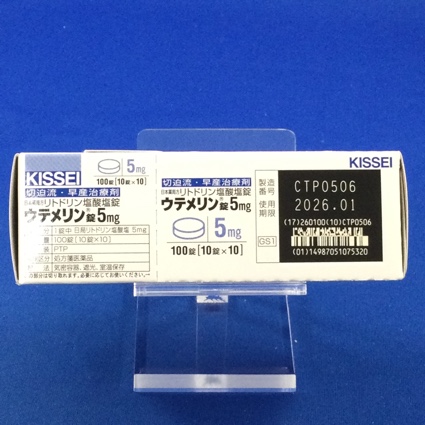 KISSEI
5mg
100錠[10錠×10]
切迫流・早産治療剤
リトドリン塩酸塩錠
ウテメリン錠5mg
1錠中 日局リトドリン塩酸塩 5mg
100錠[10錠×10]
PTP
処方箋医薬品
気密容器、遮光、室温保存
切迫流・早産治療剤
日本薬局方 リトドリン塩酸塩錠
ウテメリン錠5mg
5mg
100錠[10錠×10]
KISSEI
製造番号
CTP0506
使用期限
2026.01
(17)260100(10)CTP0506
GS1
(01)14987051075320